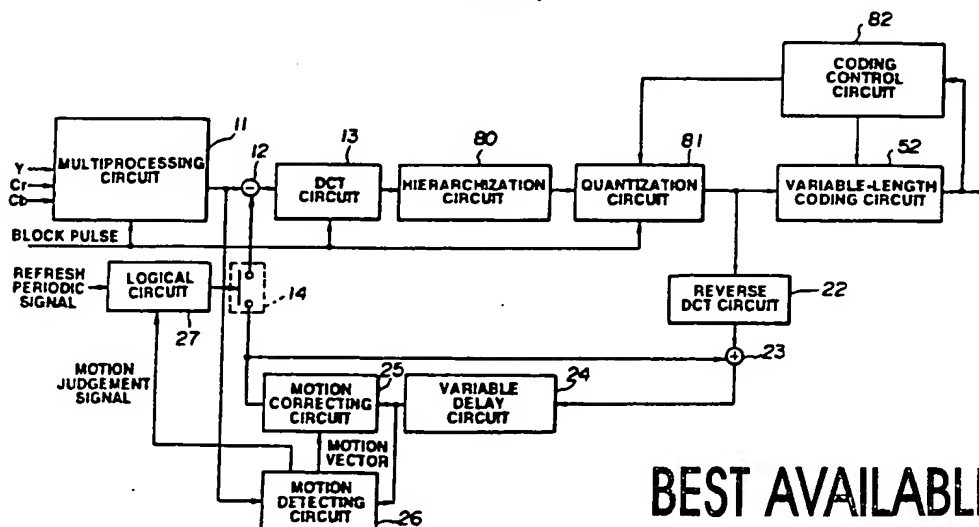 82
CODING
CONTROL
CIRCUIT
11
Y
Cr
Cb
MULTIPROCESSING
CIRCUIT
12
13
DCT
CIRCUIT
80
HIERARCHIZATION
CIRCUIT
81
QUANTIZATION
CIRCUIT
52
VARIABLE-LENGTH
CODING CIRCUIT
BLOCK PULSE
REFRESH
PERIODIC
SIGNAL
LOGICAL
CIRCUIT
27
14
REVERSE
DCT CIRCUIT
22
23
MOTION
JUDGEMENT
SIGNAL
25
MOTION
CORRECTING
CIRCUIT
24
VARIABLE
DELAY
CIRCUIT
MOTION
VECTOR
MOTION
DETECTING
CIRCUIT
26
BEST AVAILABL